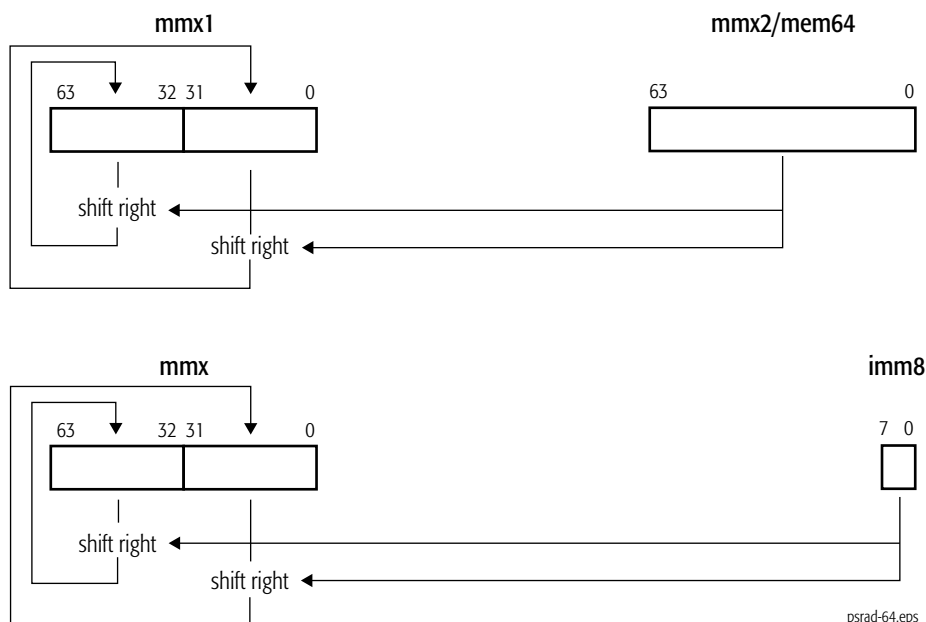 mmx1 mmx2/mem64
63 32 31 0 63 0
shift right
shift right
mmx imm8
63 32 31 0 7 0
shift right
shift right
psrad-64.eps